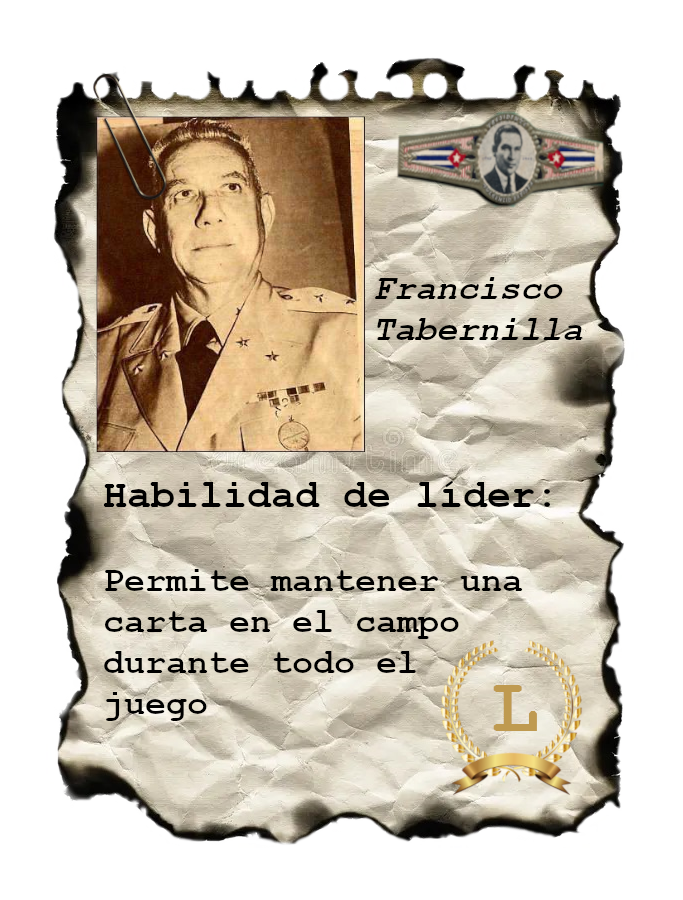 Francisco
Tabernilla
Habilidad de líder:
Permite mantener una
carta en el campo
durante todo el
juego
L